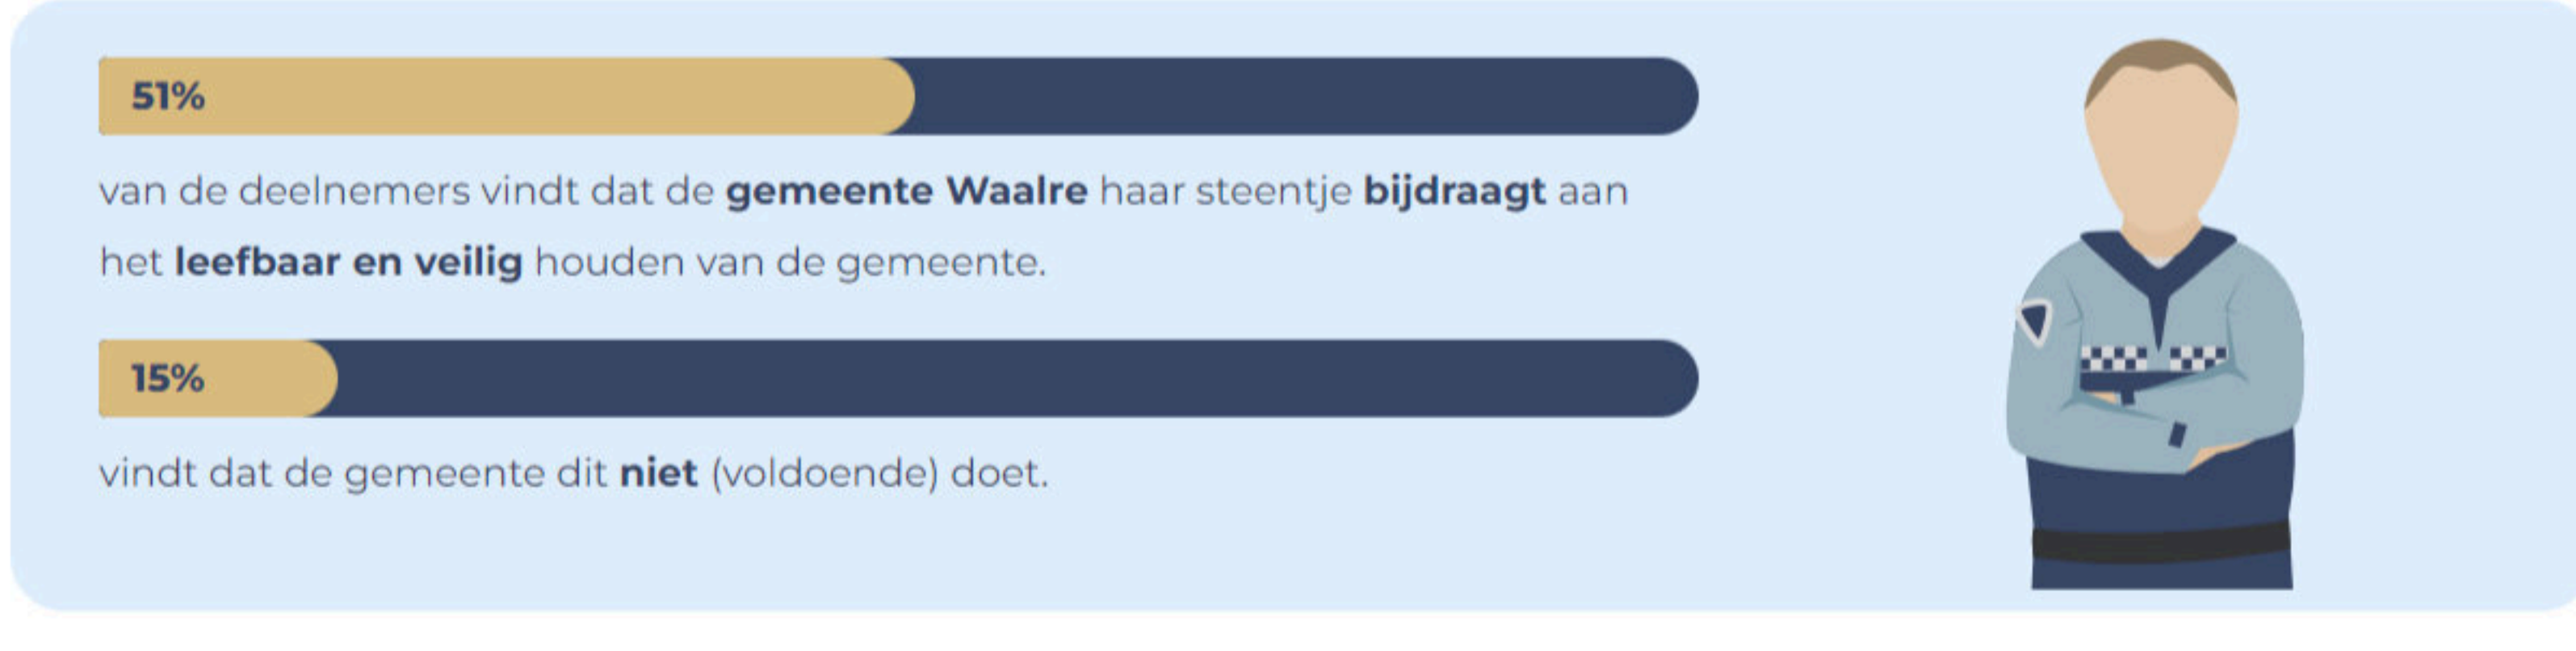 51%
van de deelnemers vindt dat de gemeente Waalre haar steentje bijdraagt aan
het leefbaar en veilig houden van de gemeente.
15%
vindt dat de gemeente dit niet (voldoende) doet.